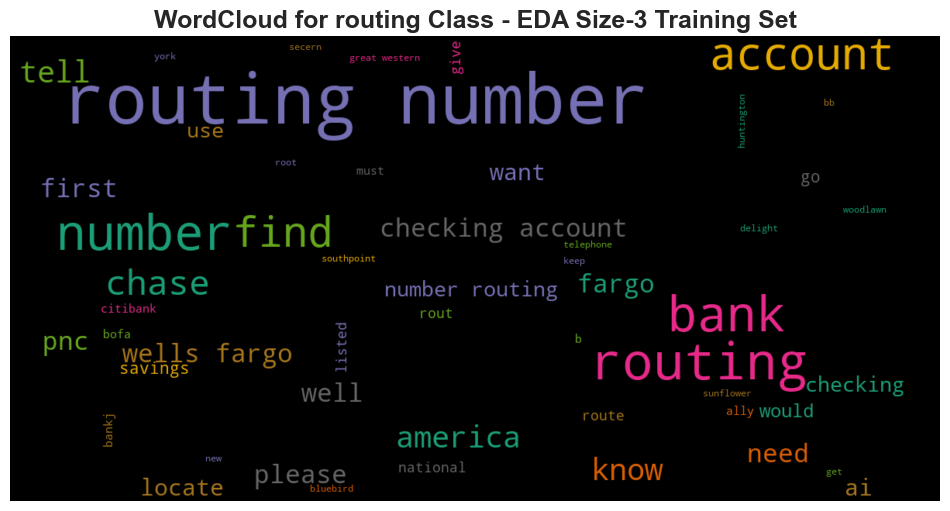 WordCloud for routing Class - EDA Size-3 Training Set
york
secern
great western
give
account
tell
routing number
huntington
bb
use
root
must
want
go
first
woodlawn
number
find
checking account
delight
telephone
southpoint
keep
chase
number routing
fargo
citibank
rout
bank
pnc
bofa
listed
b
wells fargo
routing
savings
checking
well
sunflower
route
ally
would
bankj
america
national
know
need
new
please
get
locate
bluebird
ai